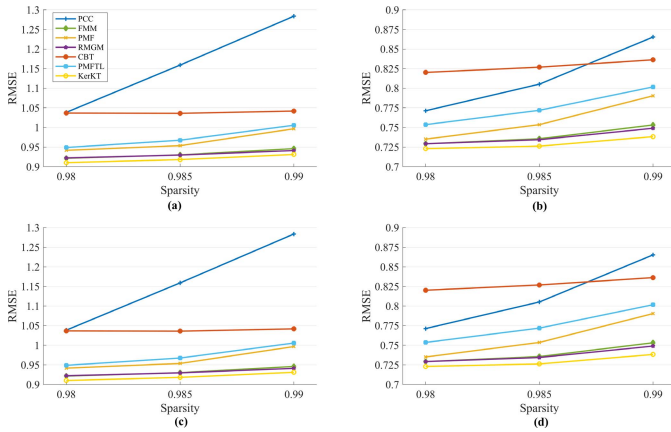 1.3
1.25
1.2
1.15
1.1
1.05
1
0.95
0.9
RMSE
PCC
FMM
PMF
RMGM
CBT
PMFTL
KerKT
0.98
0.985
0.99
Sparsity
(a)
0.9
0.875
0.85
0.825
0.8
0.775
0.75
0.725
0.7
RMSE
0.98
0.985
0.99
Sparsity
(b)
1.3
1.25
1.2
1.15
1.1
1.05
1
0.95
0.9
RMSE
0.98
0.985
0.99
Sparsity
(c)
0.9
0.875
0.85
0.825
0.8
0.775
0.75
0.725
0.7
RMSE
0.98
0.985
0.99
Sparsity
(d)